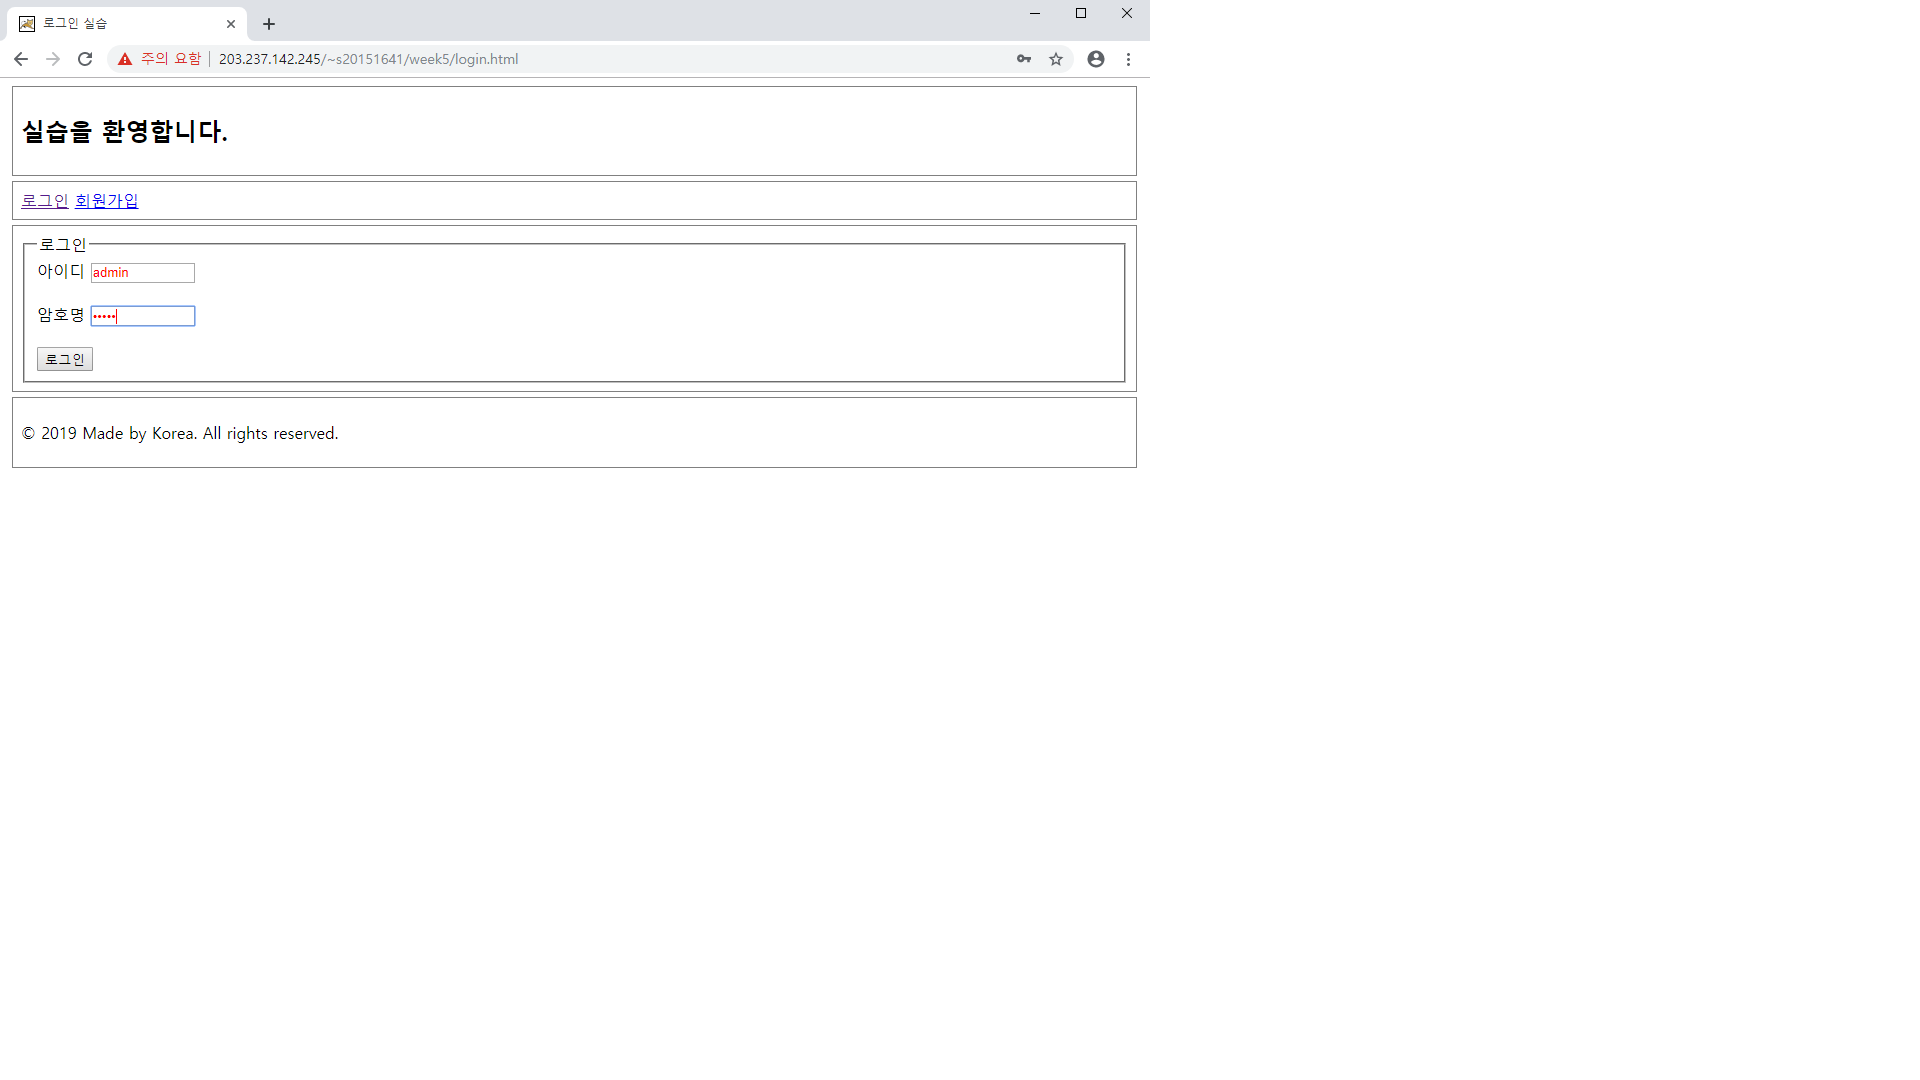 로그인 실습
주의 요함 203.237.142.245/~s20151641/week5/login.html
실습을 환영합니다.
로그인 회원가입
로그인
아이디 admin
암호명 •••••
로그인
© 2019 Made by Korea. All rights reserved.